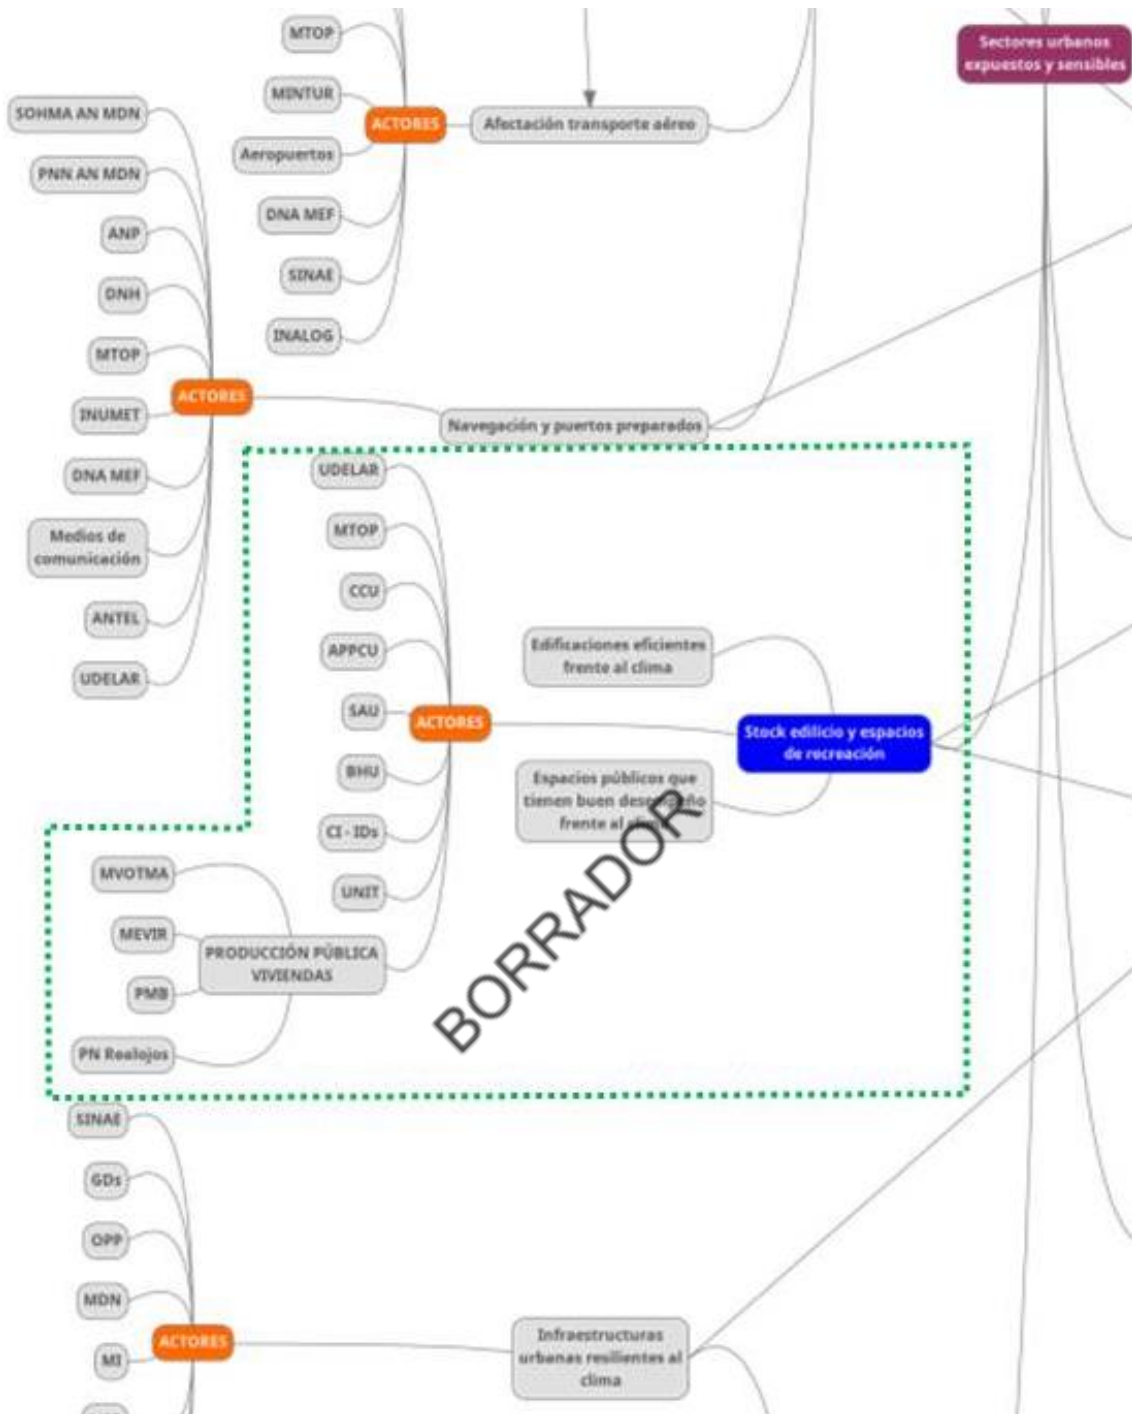 MTOP
MINTUR
ACTORES
Aeropuertos
DNA MEF
SINAE
INALOG
Afectación transporte aéreo
Sectores urbanos
expuestos y sensibles
SOHMA AN MDN
PNN AN MDN
ANP
DNH
MTOP
ACTORES
INUMET
DNA MEF
Medios de
comunicación
ANTEL
UDELAR
Navegación y puertos preparados
UDELAR
MTOP
CCU
APPCU
SAU
ACTORES
BHU
CI - IDs
UNIT
Edificaciones eficientes
frente al clima
Stock edilicio y espacios
de recreación
Espacios públicos que
tienen buen desempeño
frente al clima
MVOTMA
MEVIR
PRODUCCIÓN PÚBLICA
VIVIENDAS
PMB
PN Realojos
BORRADOR
SINAE
GDs
OPP
MDN
ACTORES
MI
Infraestructuras
urbanas resilientes al
clima